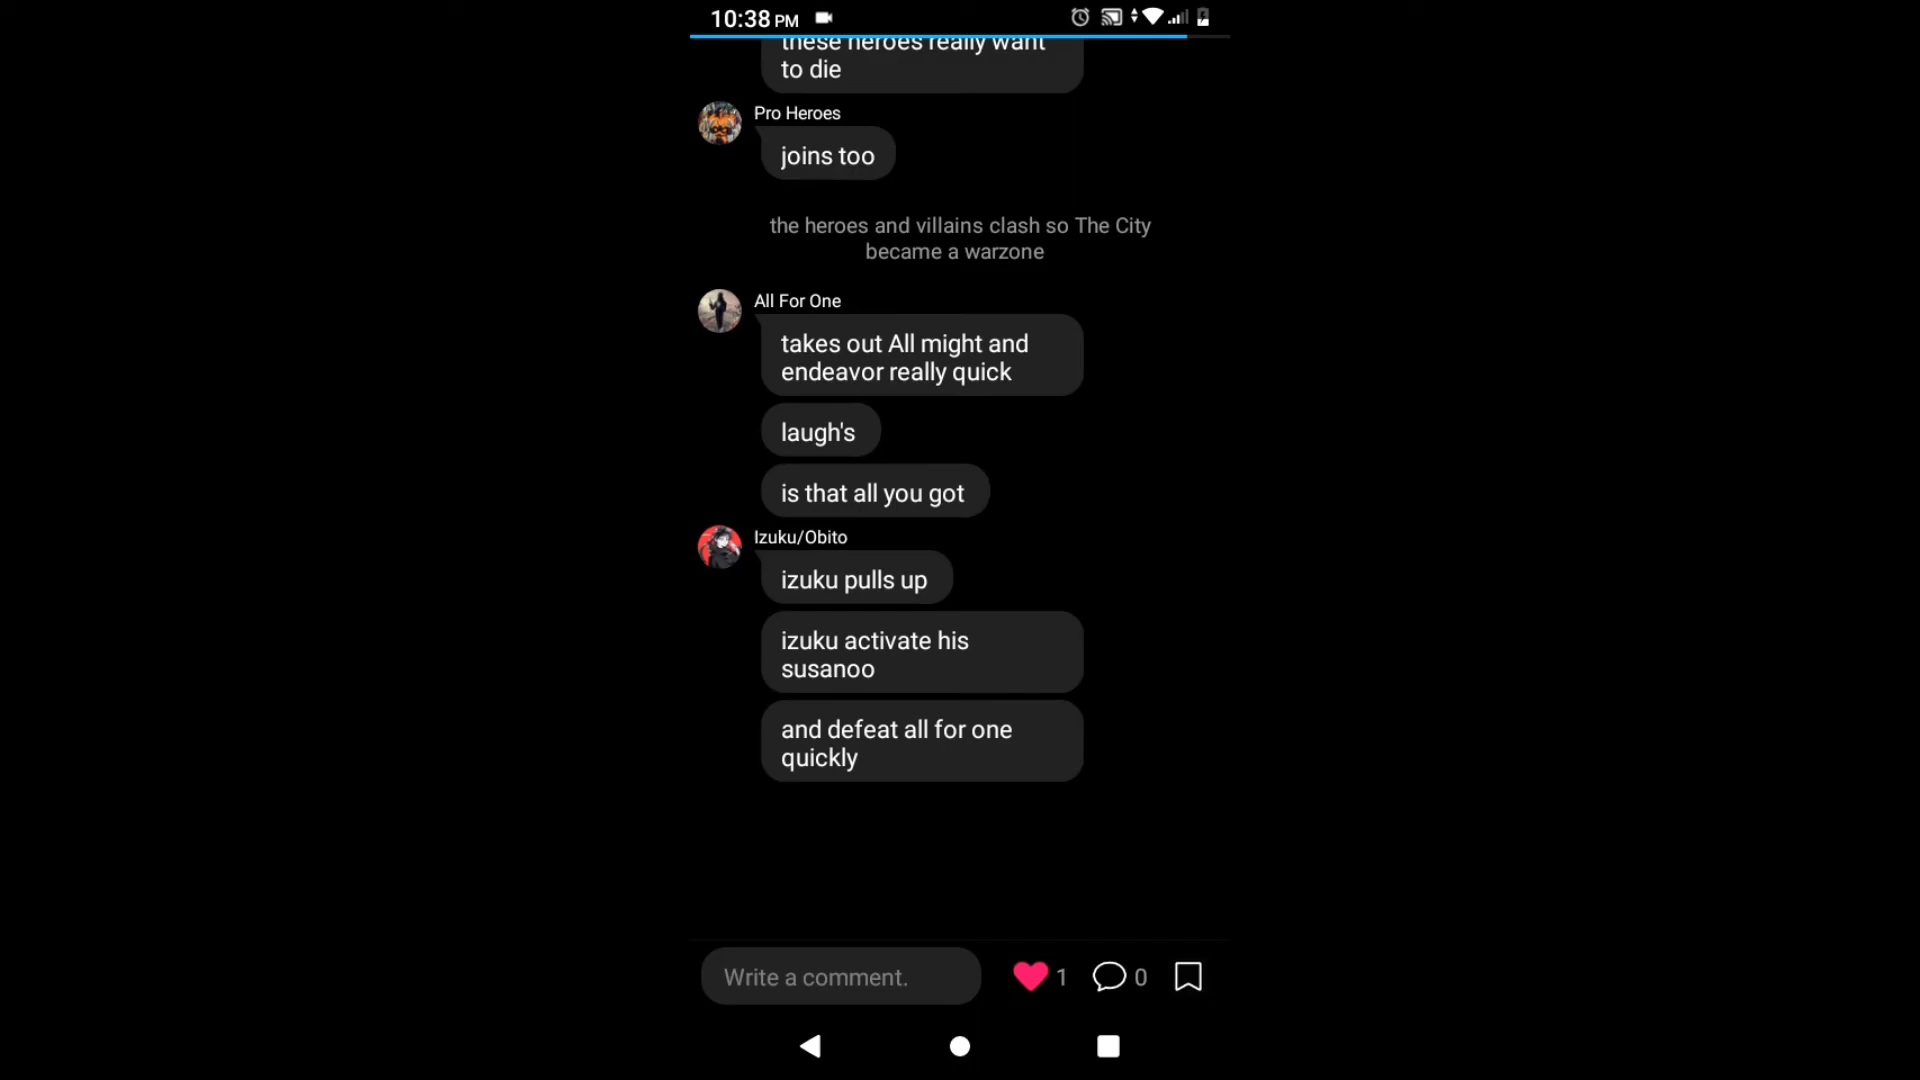 10:38 PM
these heroes really want
to die
Pro Heroes
joins too
the heroes and villains clash so The City
became a warzone
All For One
takes out All might and
endeavor really quick
laugh's
is that all you got
Izuku/Obito
izuku pulls up
izuku activate his
susanoo
and defeat all for one
quickly
Write a comment.
1
0